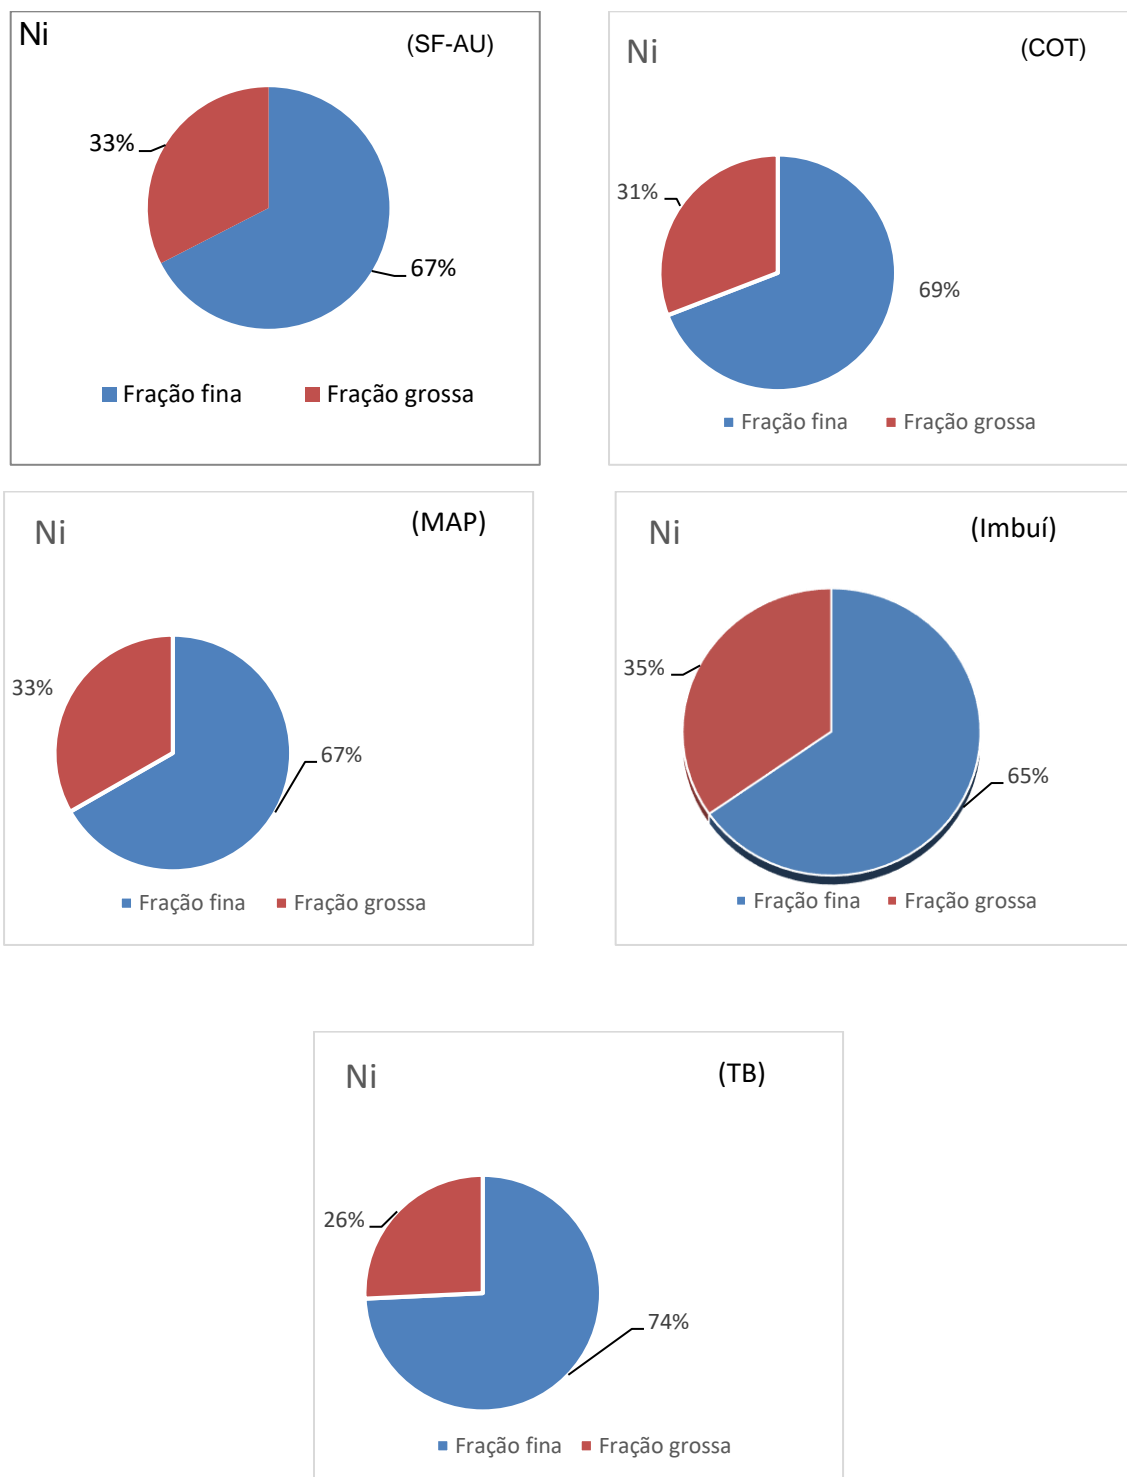 Ni
(SF-AU)
33%
67%
Fração fina Fração grossa
Ni
(COT)
31%
69%
Fração fina Fração grossa
Ni
(MAP)
33%
67%
Fração fina Fração grossa
Ni
(Imbuí)
35%
65%
Fração fina Fração grossa
Ni
(TB)
26%
74%
Fração fina Fração grossa